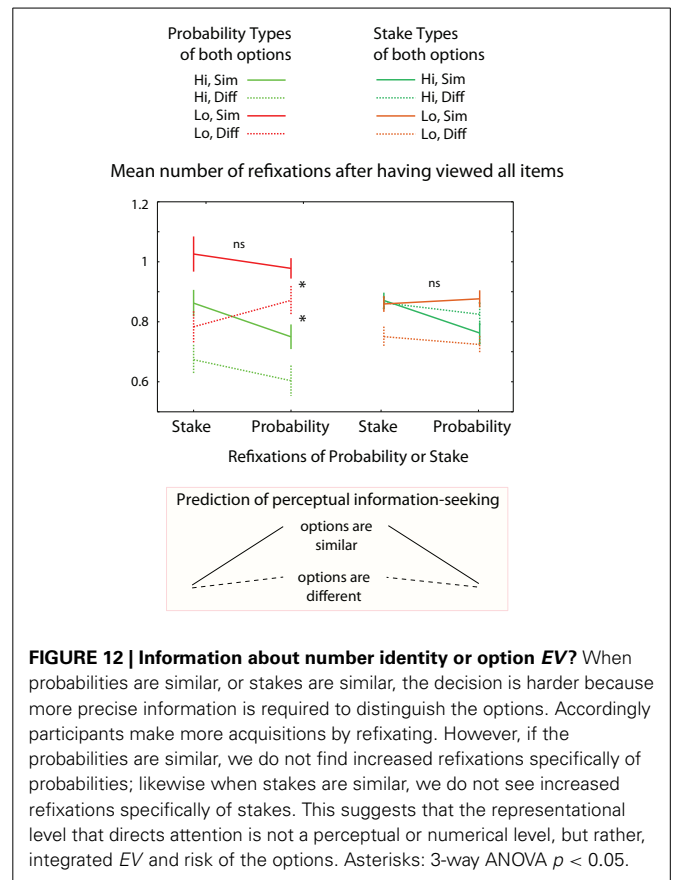 Probability Types
of both options
Stake Types
of both options
Hi, Sim
Hi, Diff
Lo, Sim
Lo, Diff
Hi, Sim
Hi, Diff
Lo, Sim
Lo, Diff
Mean number of refixations after having viewed all items
1.2
1
0.8
0.6
ns
*
*
ns
Stake Probability Stake Probability
Refixations of Probability or Stake
Prediction of perceptual information-seeking
options are
similar
options are
different
FIGURE 12 | Information about number identity or option EV? When
probabilities are similar, or stakes are similar, the decision is harder because
more precise information is required to distinguish the options. Accordingly
participants make more acquisitions by refixating. However, if the
probabilities are similar, we do not find increased refixations specifically of
probabilities; likewise when stakes are similar, we do not see increased
refixations specifically of stakes. This suggests that the representational
level that directs attention is not a perceptual or numerical level, but rather,
integrated EV and risk of the options. Asterisks: 3-way ANOVA p < 0.05.